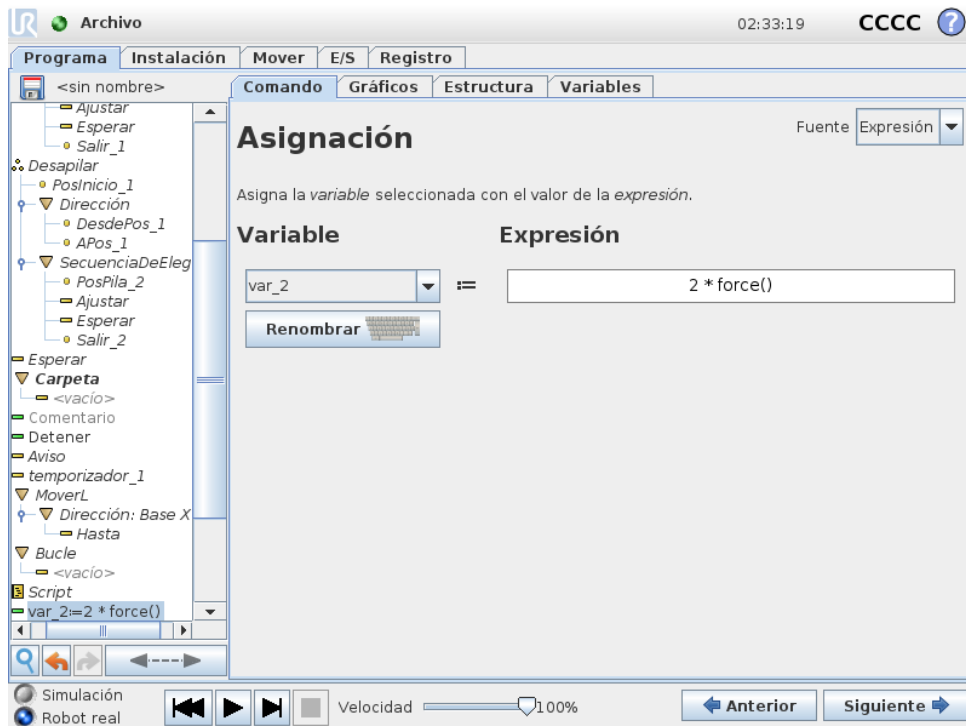 UR Archivo 02:33:19 CCCC ?
Programa Instalación Mover E/S Registro
<sin nombre> Comando Gráficos Estructura Variables
Ajustar
Esperar
Salir_1
Desapilar
PosInicio_1
Dirección
DesdePos_1
APos_1
SecuenciaDeEleg
PosPila_2
Ajustar
Esperar
Salir_2
Esperar
Carpeta
<vacío>
Comentario
Detener
Aviso
temporizador_1
MoverL
Dirección: Base X
Hasta
Bucle
<vacío>
Script
var_2:=2 * force()
Asignación
Fuente Expresión
Asigna la variable seleccionada con el valor de la expresión.
Variable Expresión
var_2 := 2 * force()
Renombrar
Simulación
Robot real
Velocidad 100%
Anterior Siguiente